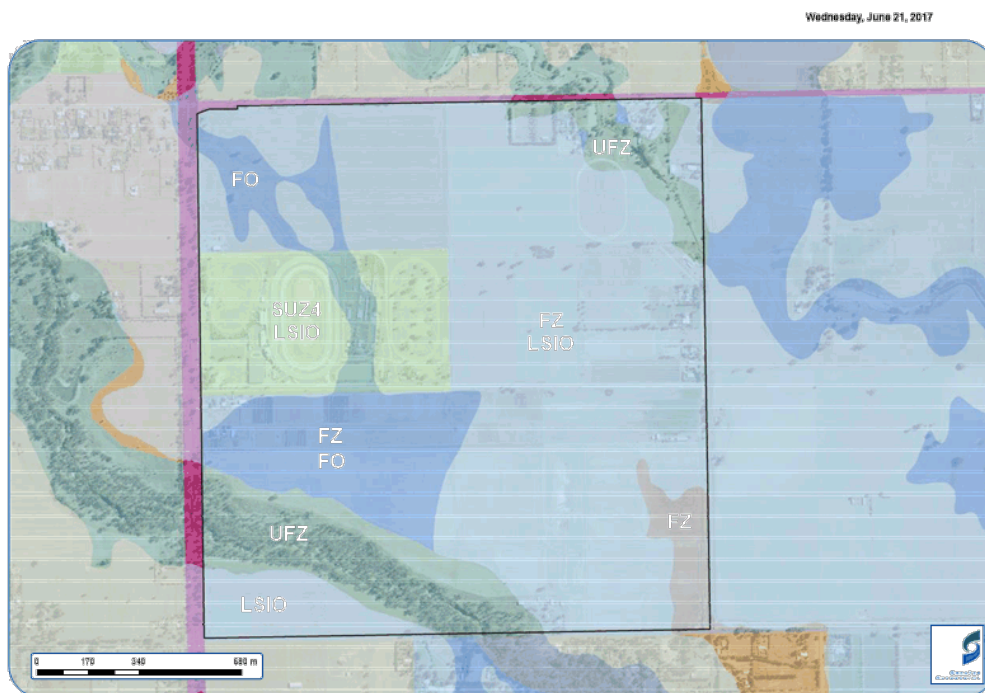 Wednesday, June 21, 2017
UFZ
FO
SUZ4
LSIO
FZ
LSIO
FZ
FO
FZ
UFZ
LSIO
0 170 340 680 m